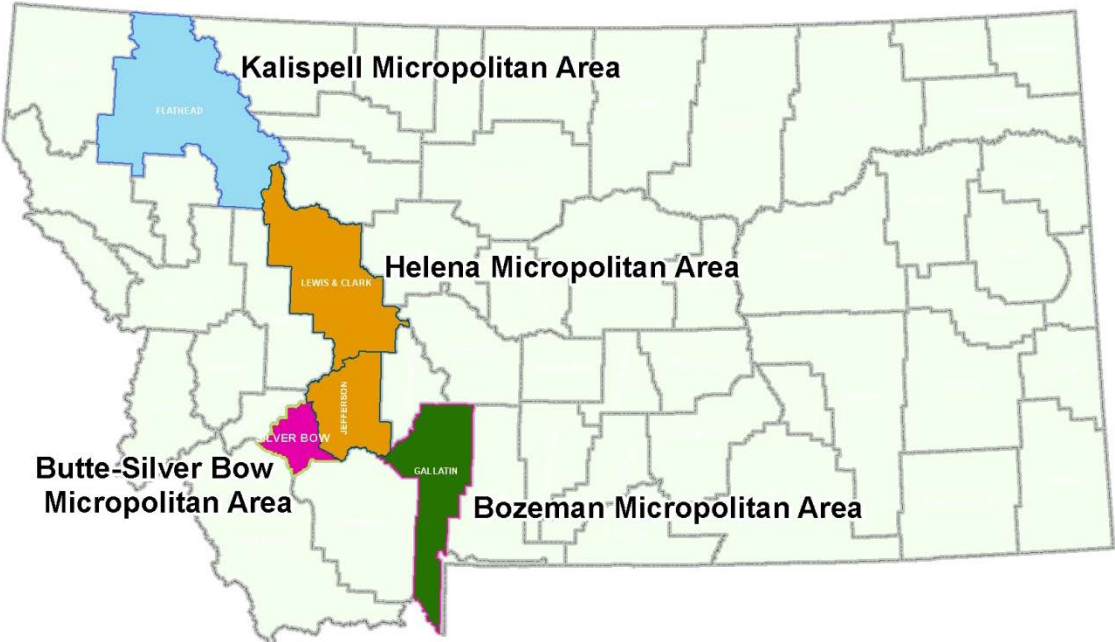 Kalispell Micropolitan Area
FLATHEAD
Helena Micropolitan Area
LEWIS & CLARK
JEFFERSON
SILVER BOW
Butte-Silver Bow
Micropolitan Area
GALLATIN
Bozeman Micropolitan Area